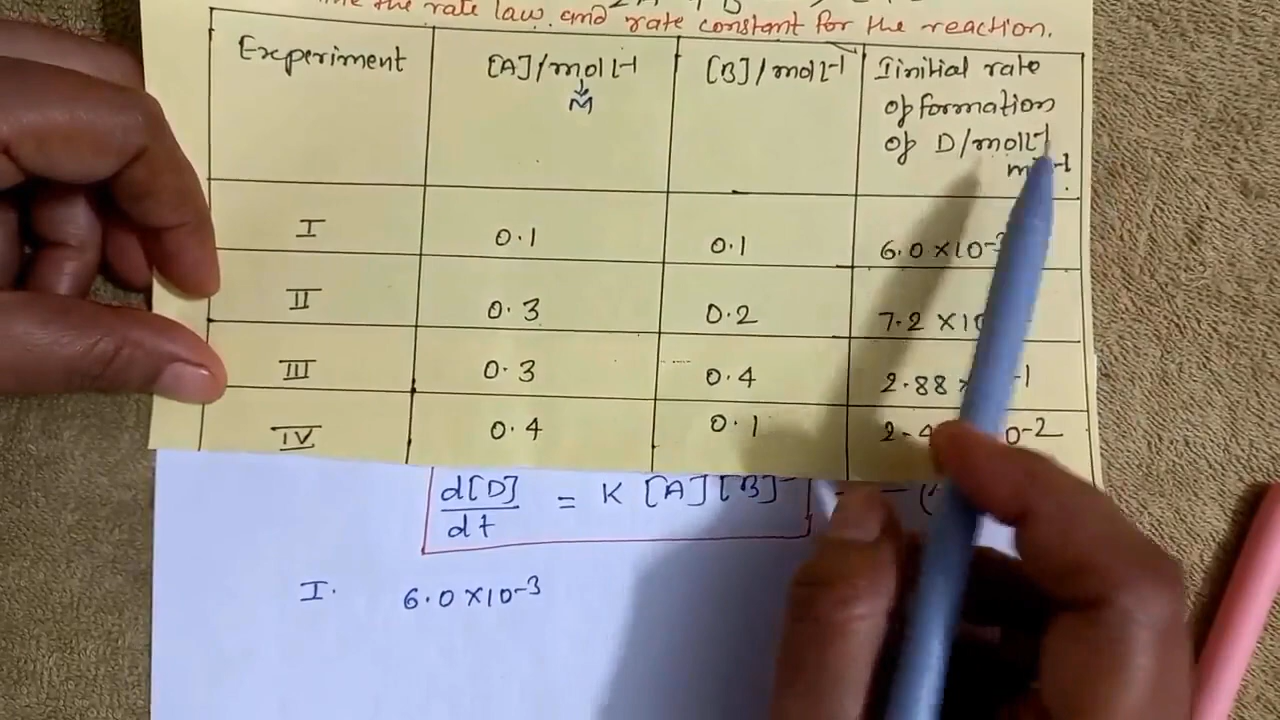 the rate law and rate constant for the reaction.
Experiment [A]/mol L-1 [B]/mol L-1 Iinitial rate
M of formation
of D/mol L-1
I 0.1 0.1 6.0 ×10-
II 0.3 0.2 7.2 ×10
III 0.3 0.4 2.88 -1
IV 0.4 0.1 2.4 0-2
d[D]/dt = K [A][B]
I. 6.0 ×10-3